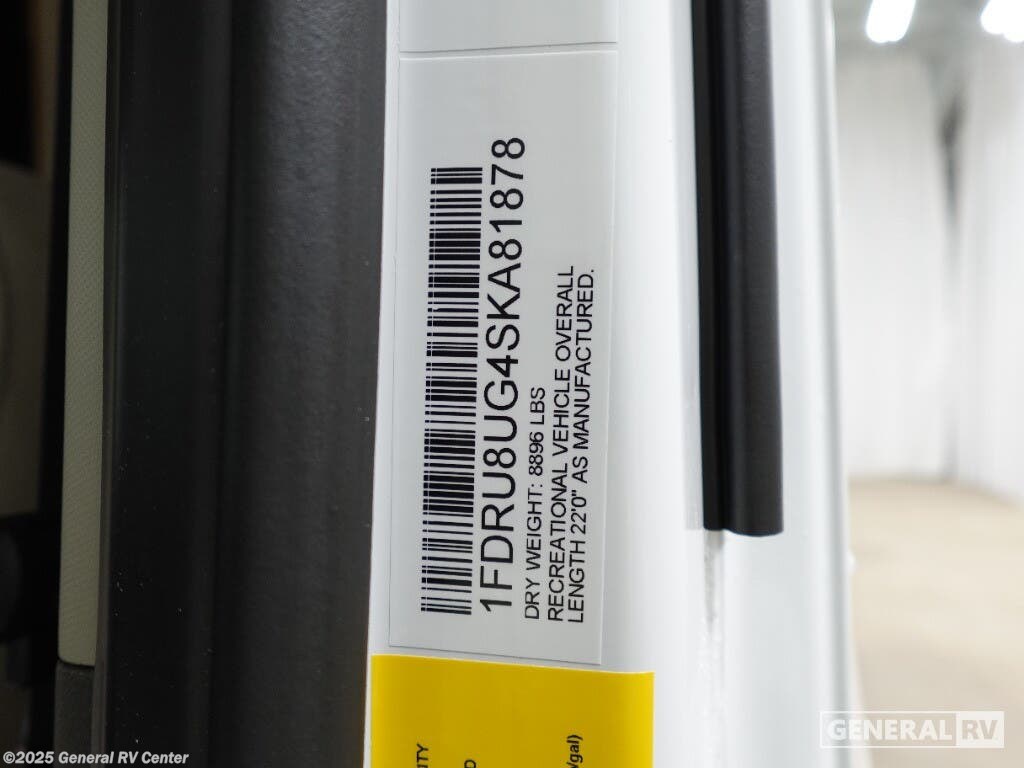 1FDRU8UG4SKA81878
DRY WEIGHT: 8896 LBS
RECREATIONAL VEHICLE OVERALL
LENGTH 22'0" AS MANUFACTURED.
GENERAL RV
©2025 General RV Center